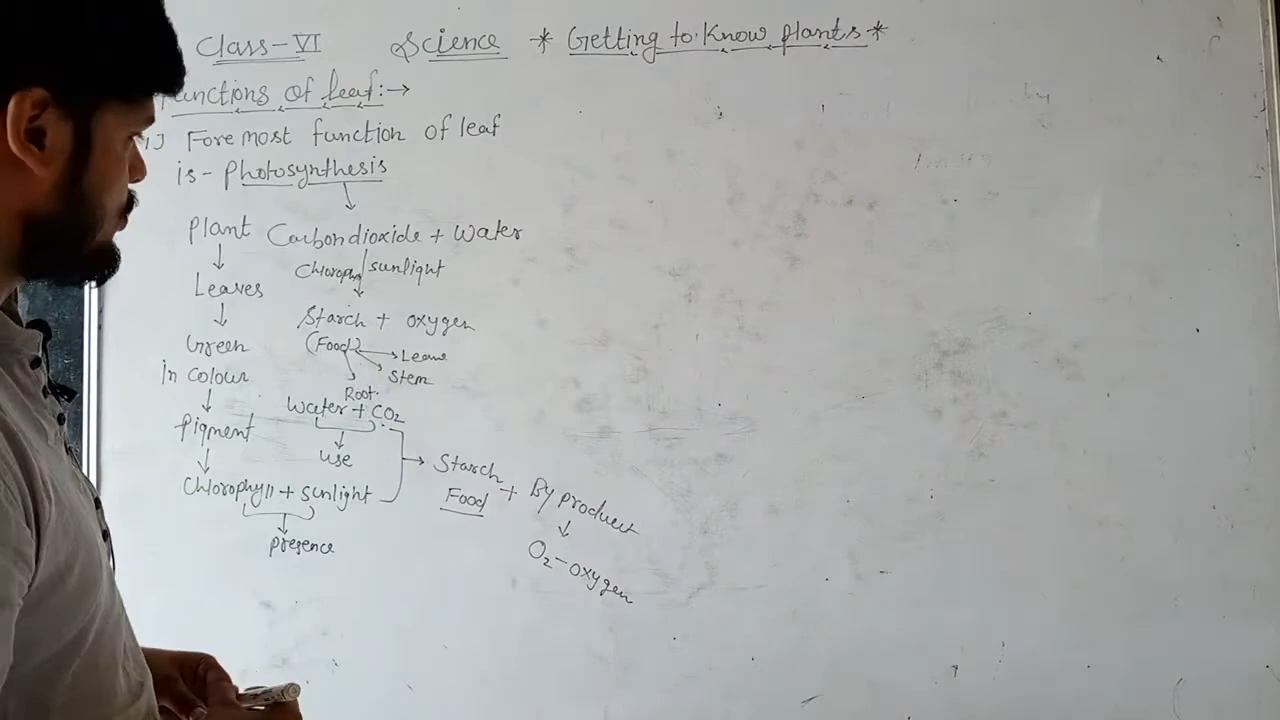 Class-VI Science * Getting to Know plants *
Functions of leaf:→
1) Fore most function of leaf
is - Photosynthesis
Plant Carbondioxide + Water
Chlorophy sunlight
Leaves
Starch + oxygen
Green (Food) → Leave
In colour Stem
Root
Water + CO2
Pigment
use
Starch + By product
Food
Chlorophyll + sunlight
presence
O2 - oxygen